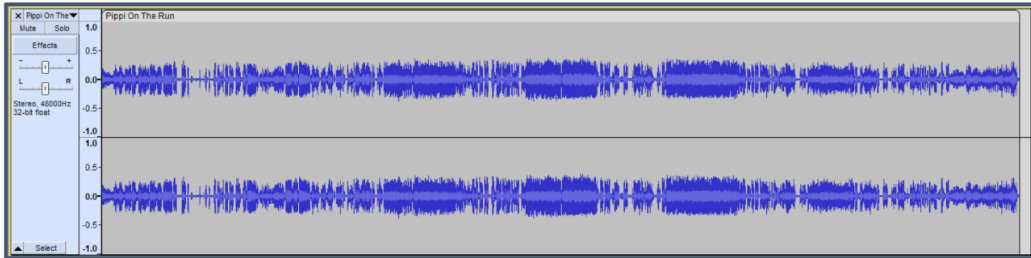 × Pippi On The▼
Pippi On The Run
Mute Solo
Effects
- +
L R
Stereo, 48000Hz
32-bit float
▲ Select
1.0
0.5-
0.0-
-0.5-
-1.0
1.0
0.5-
0.0-
-0.5-
-1.0